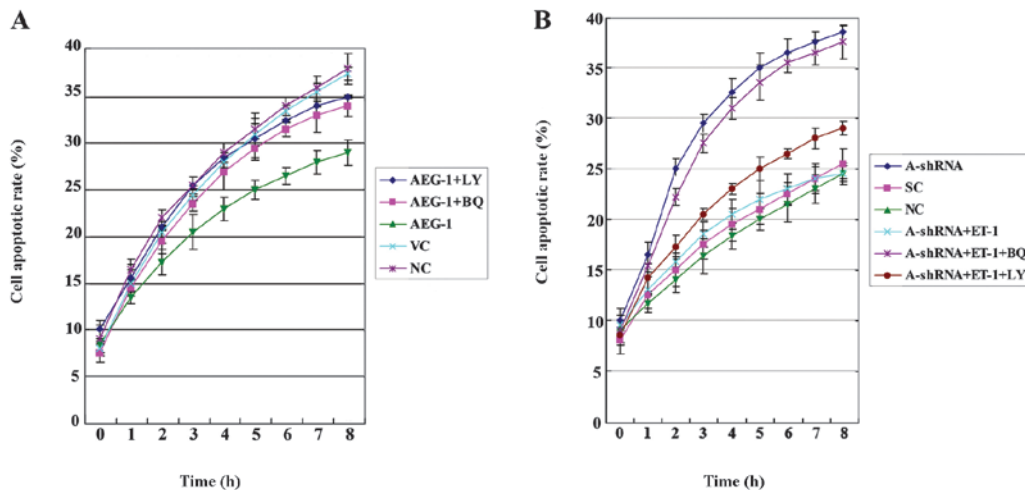 A
Cell apoptotic rate (%)
40
35
30
25
20
15
10
5
0
0 1 2 3 4 5 6 7 8
Time (h)
AEG-1+LY
AEG-1+BQ
AEG-1
VC
NC
B
Cell apoptotic rate (%)
40
35
30
25
20
15
10
5
0
0 1 2 3 4 5 6 7 8
Time (h)
A-shRNA
SC
NC
A-shRNA+ET-1
A-shRNA+ET-1+BQ
A-shRNA+ET-1+LY